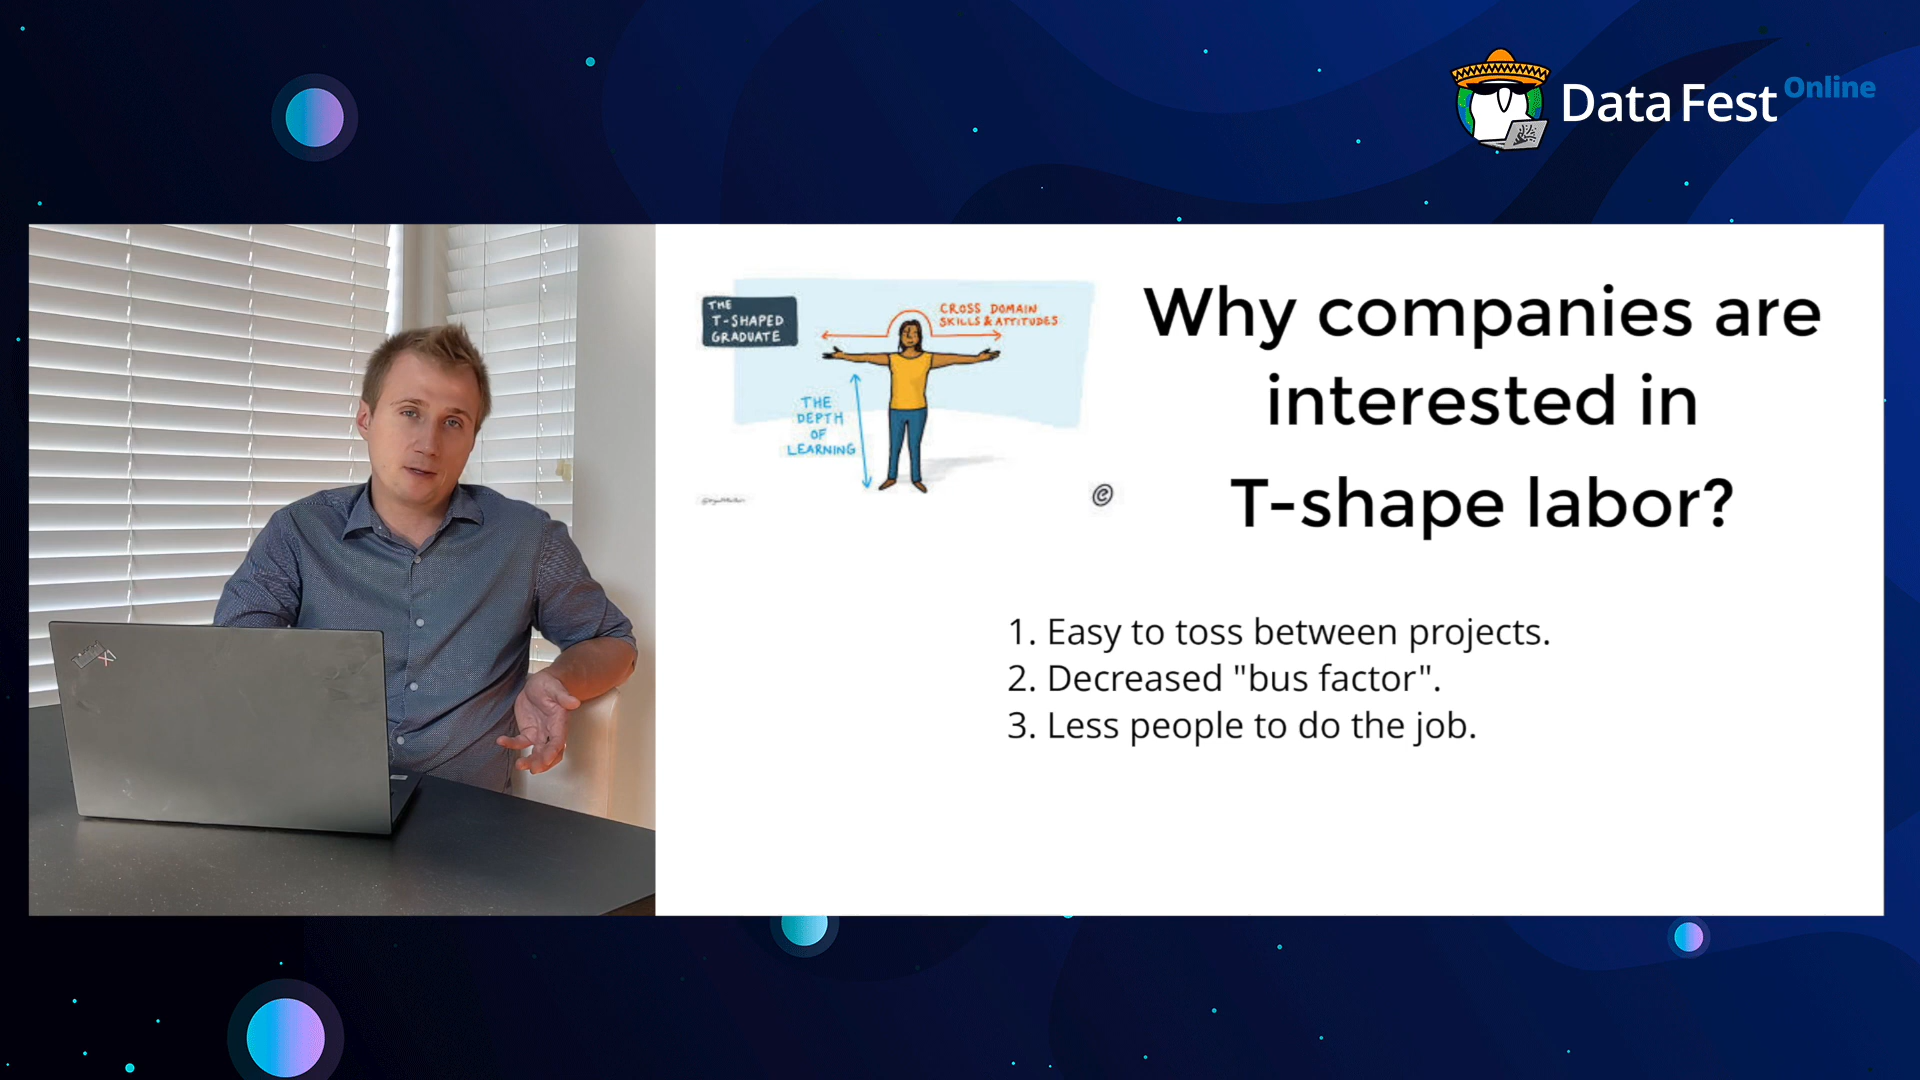 Data Fest Online
THE
T-SHAPED
GRADUATE
CROSS DOMAIN
SKILLS & ATTITUDES
THE
DEPTH
OF
LEARNING
Why companies are
interested in
T-shape labor?
1. Easy to toss between projects.
2. Decreased "bus factor".
3. Less people to do the job.